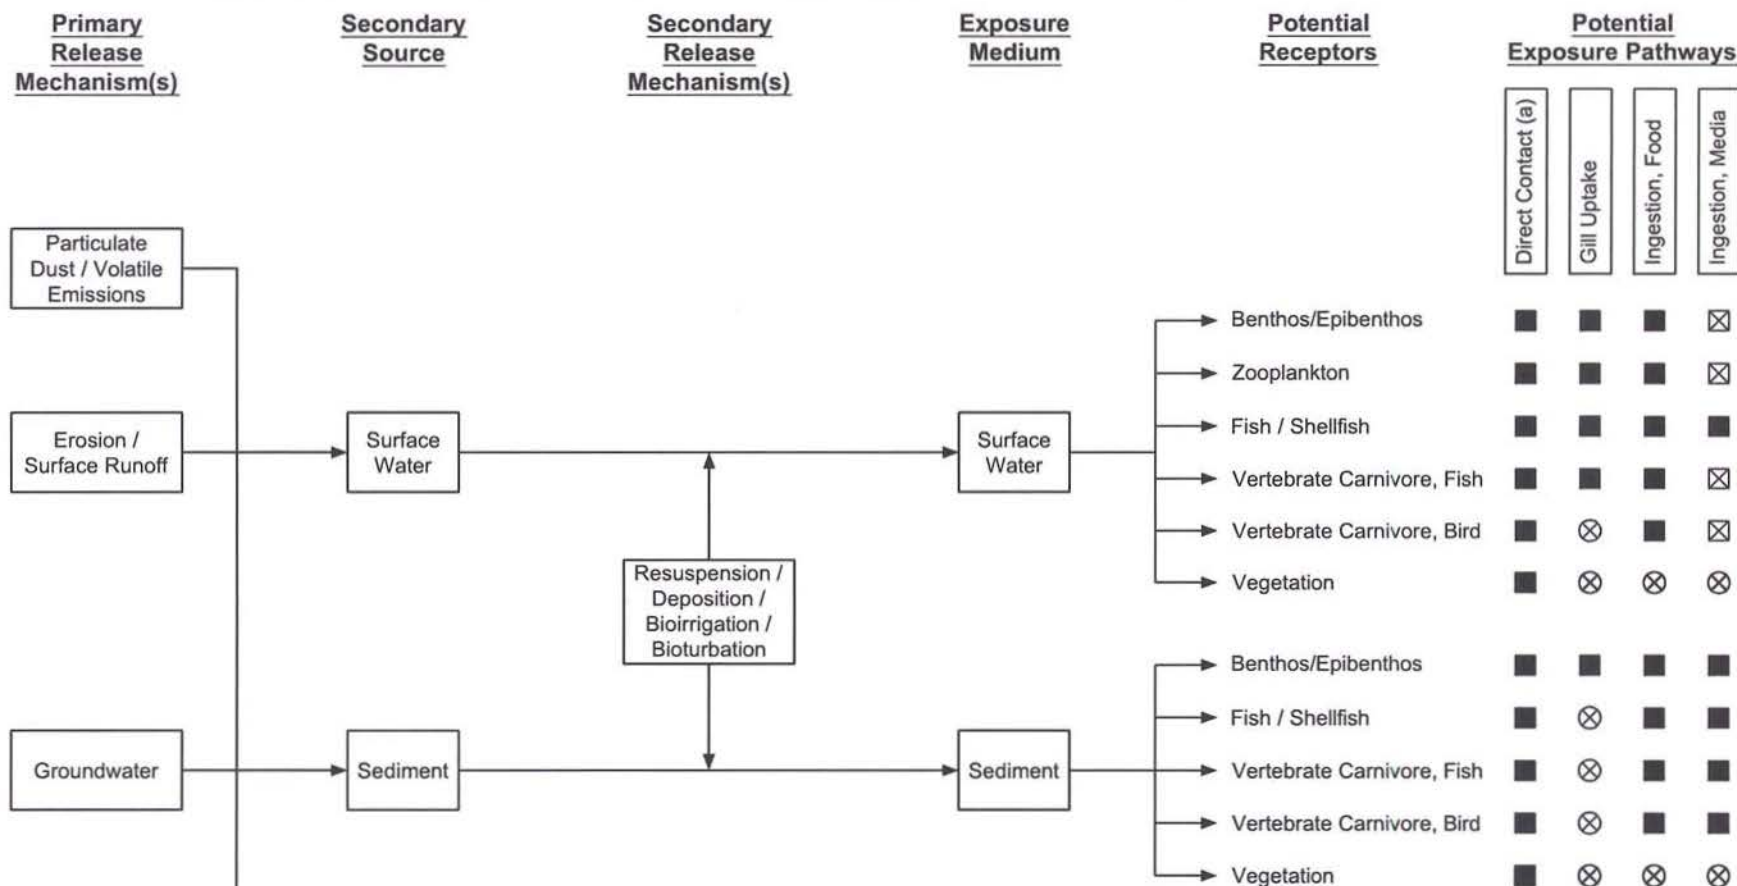 Primary
Release
Mechanism(s)
Secondary
Source
Secondary
Release
Mechanism(s)
Exposure
Medium
Potential
Receptors
Potential
Exposure Pathways
Direct Contact (a)
Gill Uptake
Ingestion, Food
Ingestion, Media
Particulate
Dust / Volatile
Emissions
Erosion /
Surface Runoff
Groundwater
Surface
Water
Sediment
Resuspension /
Deposition /
Bioirrigation /
Bioturbation
Surface
Water
Sediment
Benthos/Epibenthos
Zooplankton
Fish / Shellfish
Vertebrate Carnivore, Fish
Vertebrate Carnivore, Bird
Vegetation
Benthos/Epibenthos
Fish / Shellfish
Vertebrate Carnivore, Fish
Vertebrate Carnivore, Bird
Vegetation